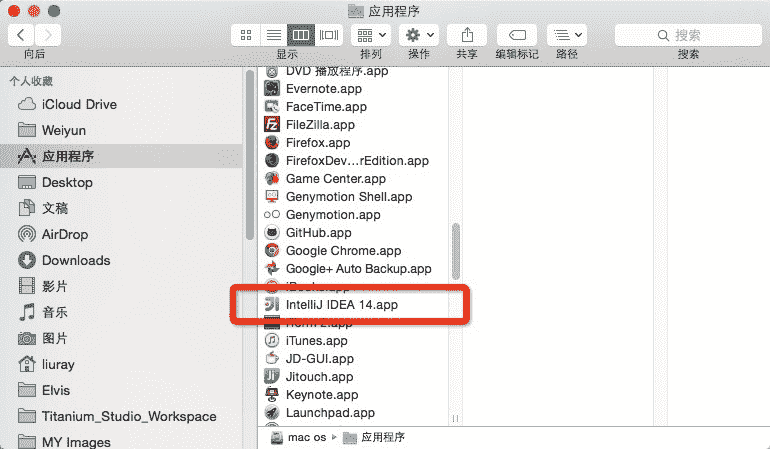 应用程序
搜索
向后
显示
排列
操作
共享
编辑标记
路径
搜索
个人收藏
iCloud Drive
Weiyun
应用程序
Desktop
文稿
AirDrop
Downloads
影片
音乐
图片
liuray
Elvis
Titanium_Studio_Workspace
MY Images
DVD 播放程序.app
Evernote.app
FaceTime.app
FileZilla.app
Firefox.app
FirefoxDev...rEdition.app
Game Center.app
Genymotion Shell.app
Genymotion.app
GitHub.app
Google Chrome.app
Google+ Auto Backup.app
iBooks.app
IntelliJ IDEA 14.app
iTerm 2.app
iTunes.app
JD-GUI.app
Jitouch.app
Keynote.app
Launchpad.app
mac os ▸ 应用程序